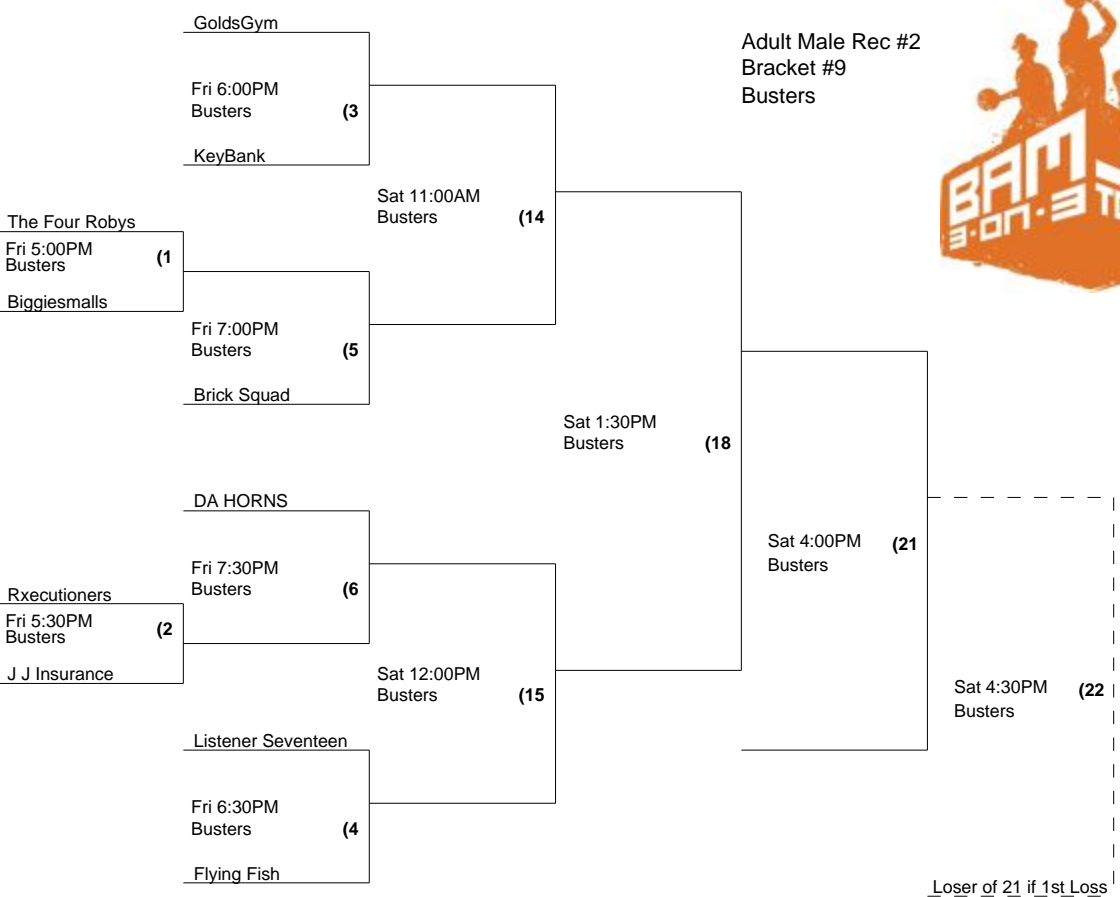 GoldsGym
Adult Male Rec #2
Bracket #9
Busters
Fri 6:00PM
Busters (3
KeyBank
Sat 11:00AM
Busters (14
The Four Robys
Fri 5:00PM
Busters (1
Biggiesmalls
Fri 7:00PM
Busters (5
Brick Squad
Sat 1:30PM
Busters (18
DA HORNS
Fri 7:30PM
Busters (6
Rxecutioners
Fri 5:30PM
Busters (2
J J Insurance
Sat 12:00PM
Busters (15
Sat 4:00PM (21
Busters
Sat 4:30PM (22
Busters
Listener Seventeen
Fri 6:30PM
Busters (4
Flying Fish
Loser of 21 if 1st Loss
BAM
3·on·3